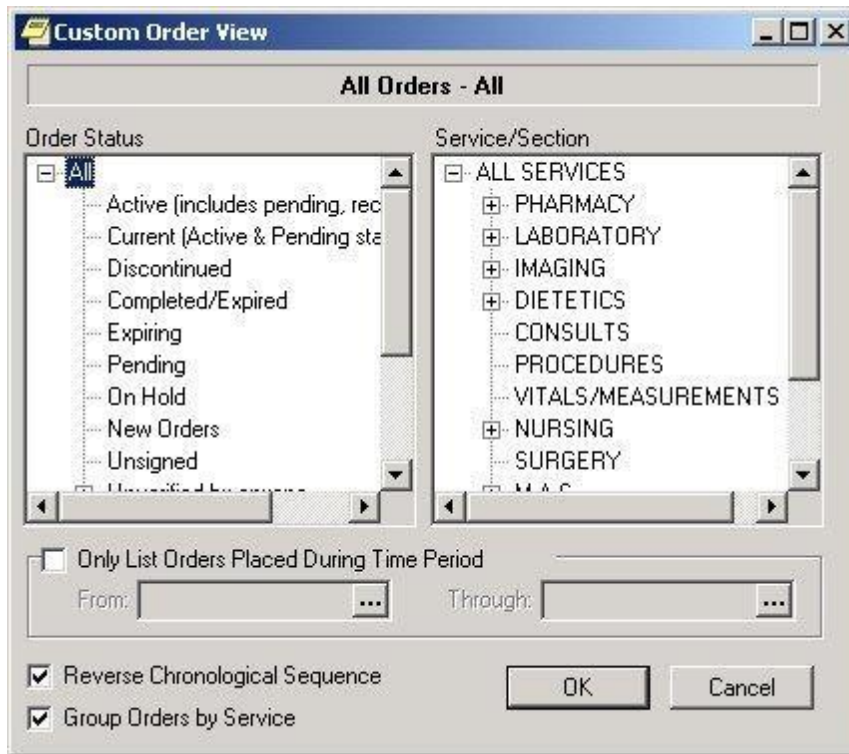 Custom Order View
All Orders - All
Order Status
All
Active (includes pending, rec
Current (Active & Pending sta
Discontinued
Completed/Expired
Expiring
Pending
On Hold
New Orders
Unsigned
Service/Section
ALL SERVICES
PHARMACY
LABORATORY
IMAGING
DIETETICS
CONSULTS
PROCEDURES
VITALS/MEASUREMENTS
NURSING
SURGERY
Only List Orders Placed During Time Period
From: ... Through: ...
Reverse Chronological Sequence
Group Orders by Service
OK Cancel